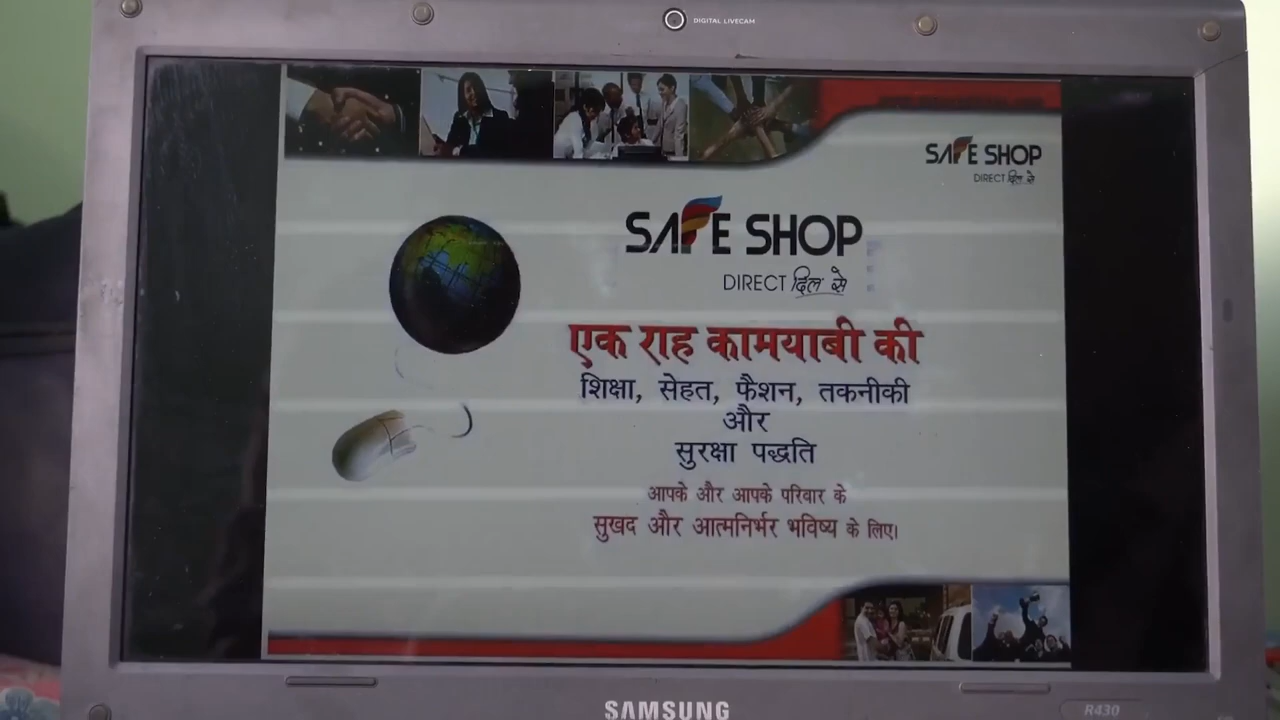 DIGITAL LIVECAM
SAFE SHOP
DIRECT दिल से
SAFE SHOP
DIRECT दिल से
एक राह कामयाबी की
शिक्षा, सेहत, फैशन, तकनीकी
और
सुरक्षा पद्धति
आपके और आपके परिवार के
सुखद और आत्मनिर्भर भविष्य के लिए।
SAMSUNG
R430